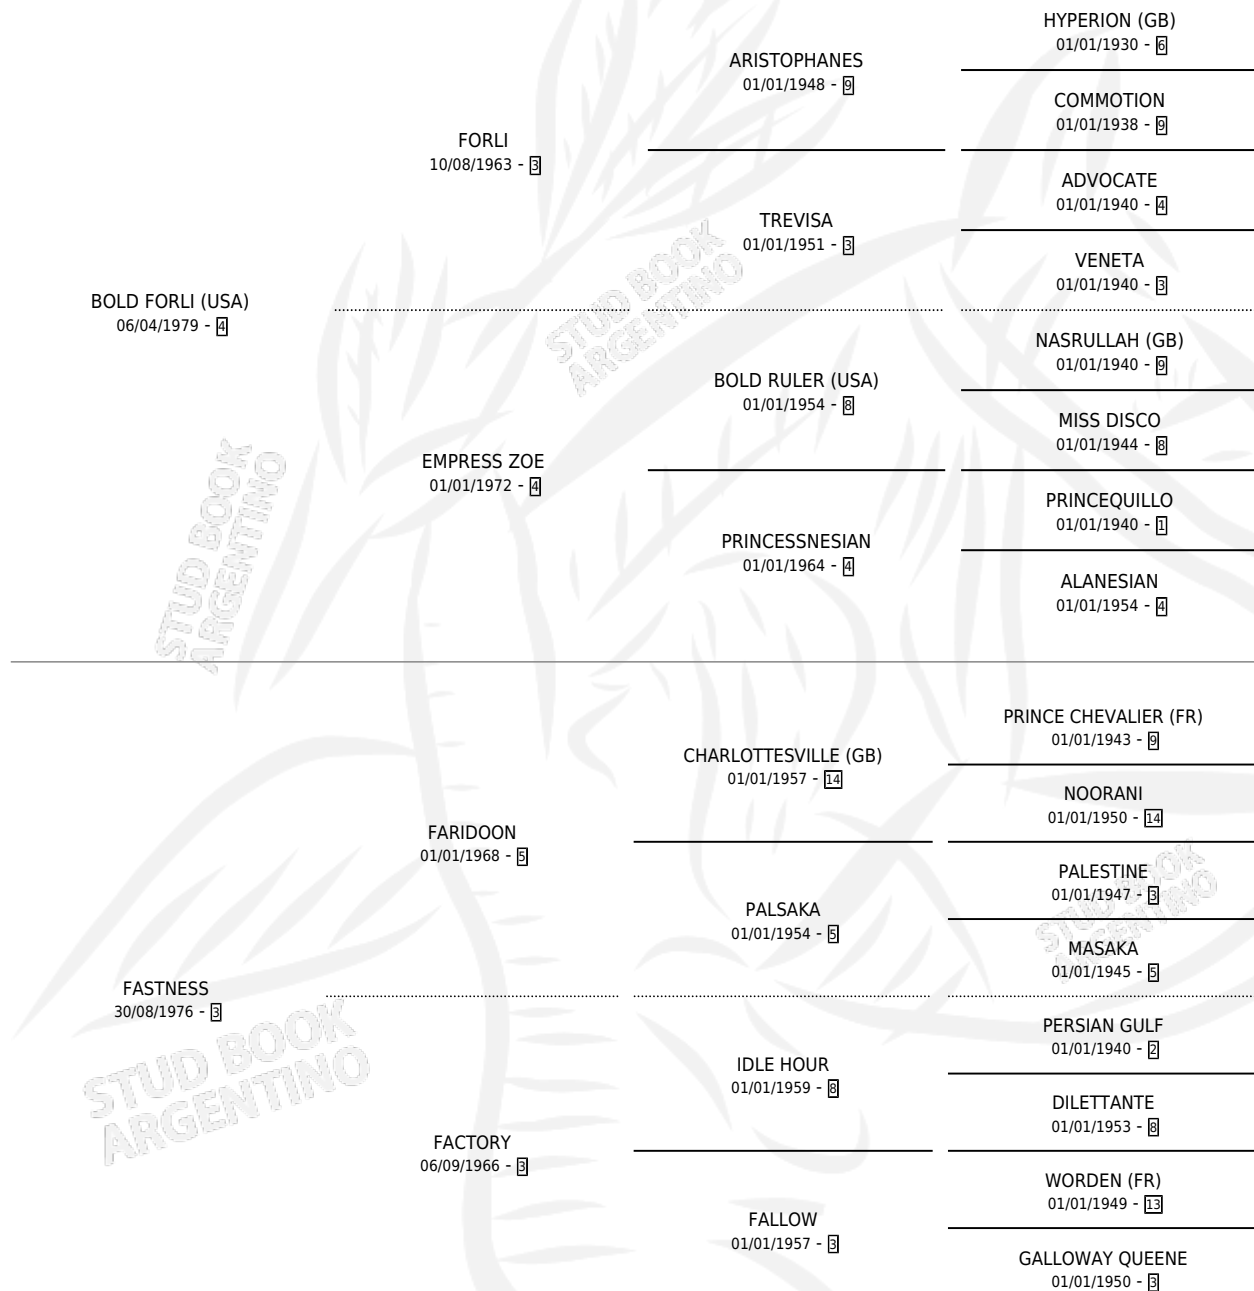 HYPERION (GB)
01/01/1930 - 6
ARISTOPHANES
01/01/1948 - 9
COMMOTION
01/01/1938 - 9
FORLI
10/08/1963 - 3
ADVOCATE
01/01/1940 - 4
TREVISA
01/01/1951 - 3
VENETA
01/01/1940 - 3
BOLD FORLI (USA)
06/04/1979 - 4
STUD BOOK
ARGENTINO
NASRULLAH (GB)
01/01/1940 - 9
BOLD RULER (USA)
01/01/1954 - 8
MISS DISCO
01/01/1944 - 8
EMPRESS ZOE
01/01/1972 - 4
PRINCEQUILLO
01/01/1940 - 1
PRINCESSNESIAN
01/01/1964 - 4
ALANESIAN
01/01/1954 - 4
STUD BOOK
ARGENTINO
PRINCE CHEVALIER (FR)
01/01/1943 - 9
CHARLOTTESVILLE (GB)
01/01/1957 - 14
NOORANI
01/01/1950 - 14
FARIDOON
01/01/1968 - 5
PALESTINE
01/01/1947 - 3
PALSAKA
01/01/1954 - 5
MASAKA
01/01/1945 - 5
STUD BOOK
ARGENTINO
FASTNESS
30/08/1976 - 3
PERSIAN GULF
01/01/1940 - 2
IDLE HOUR
01/01/1959 - 8
DILETTANTE
01/01/1953 - 8
STUD BOOK
ARGENTINO
FACTORY
06/09/1966 - 3
WORDEN (FR)
01/01/1949 - 13
FALLOW
01/01/1957 - 3
GALLOWAY QUEENE
01/01/1950 - 3